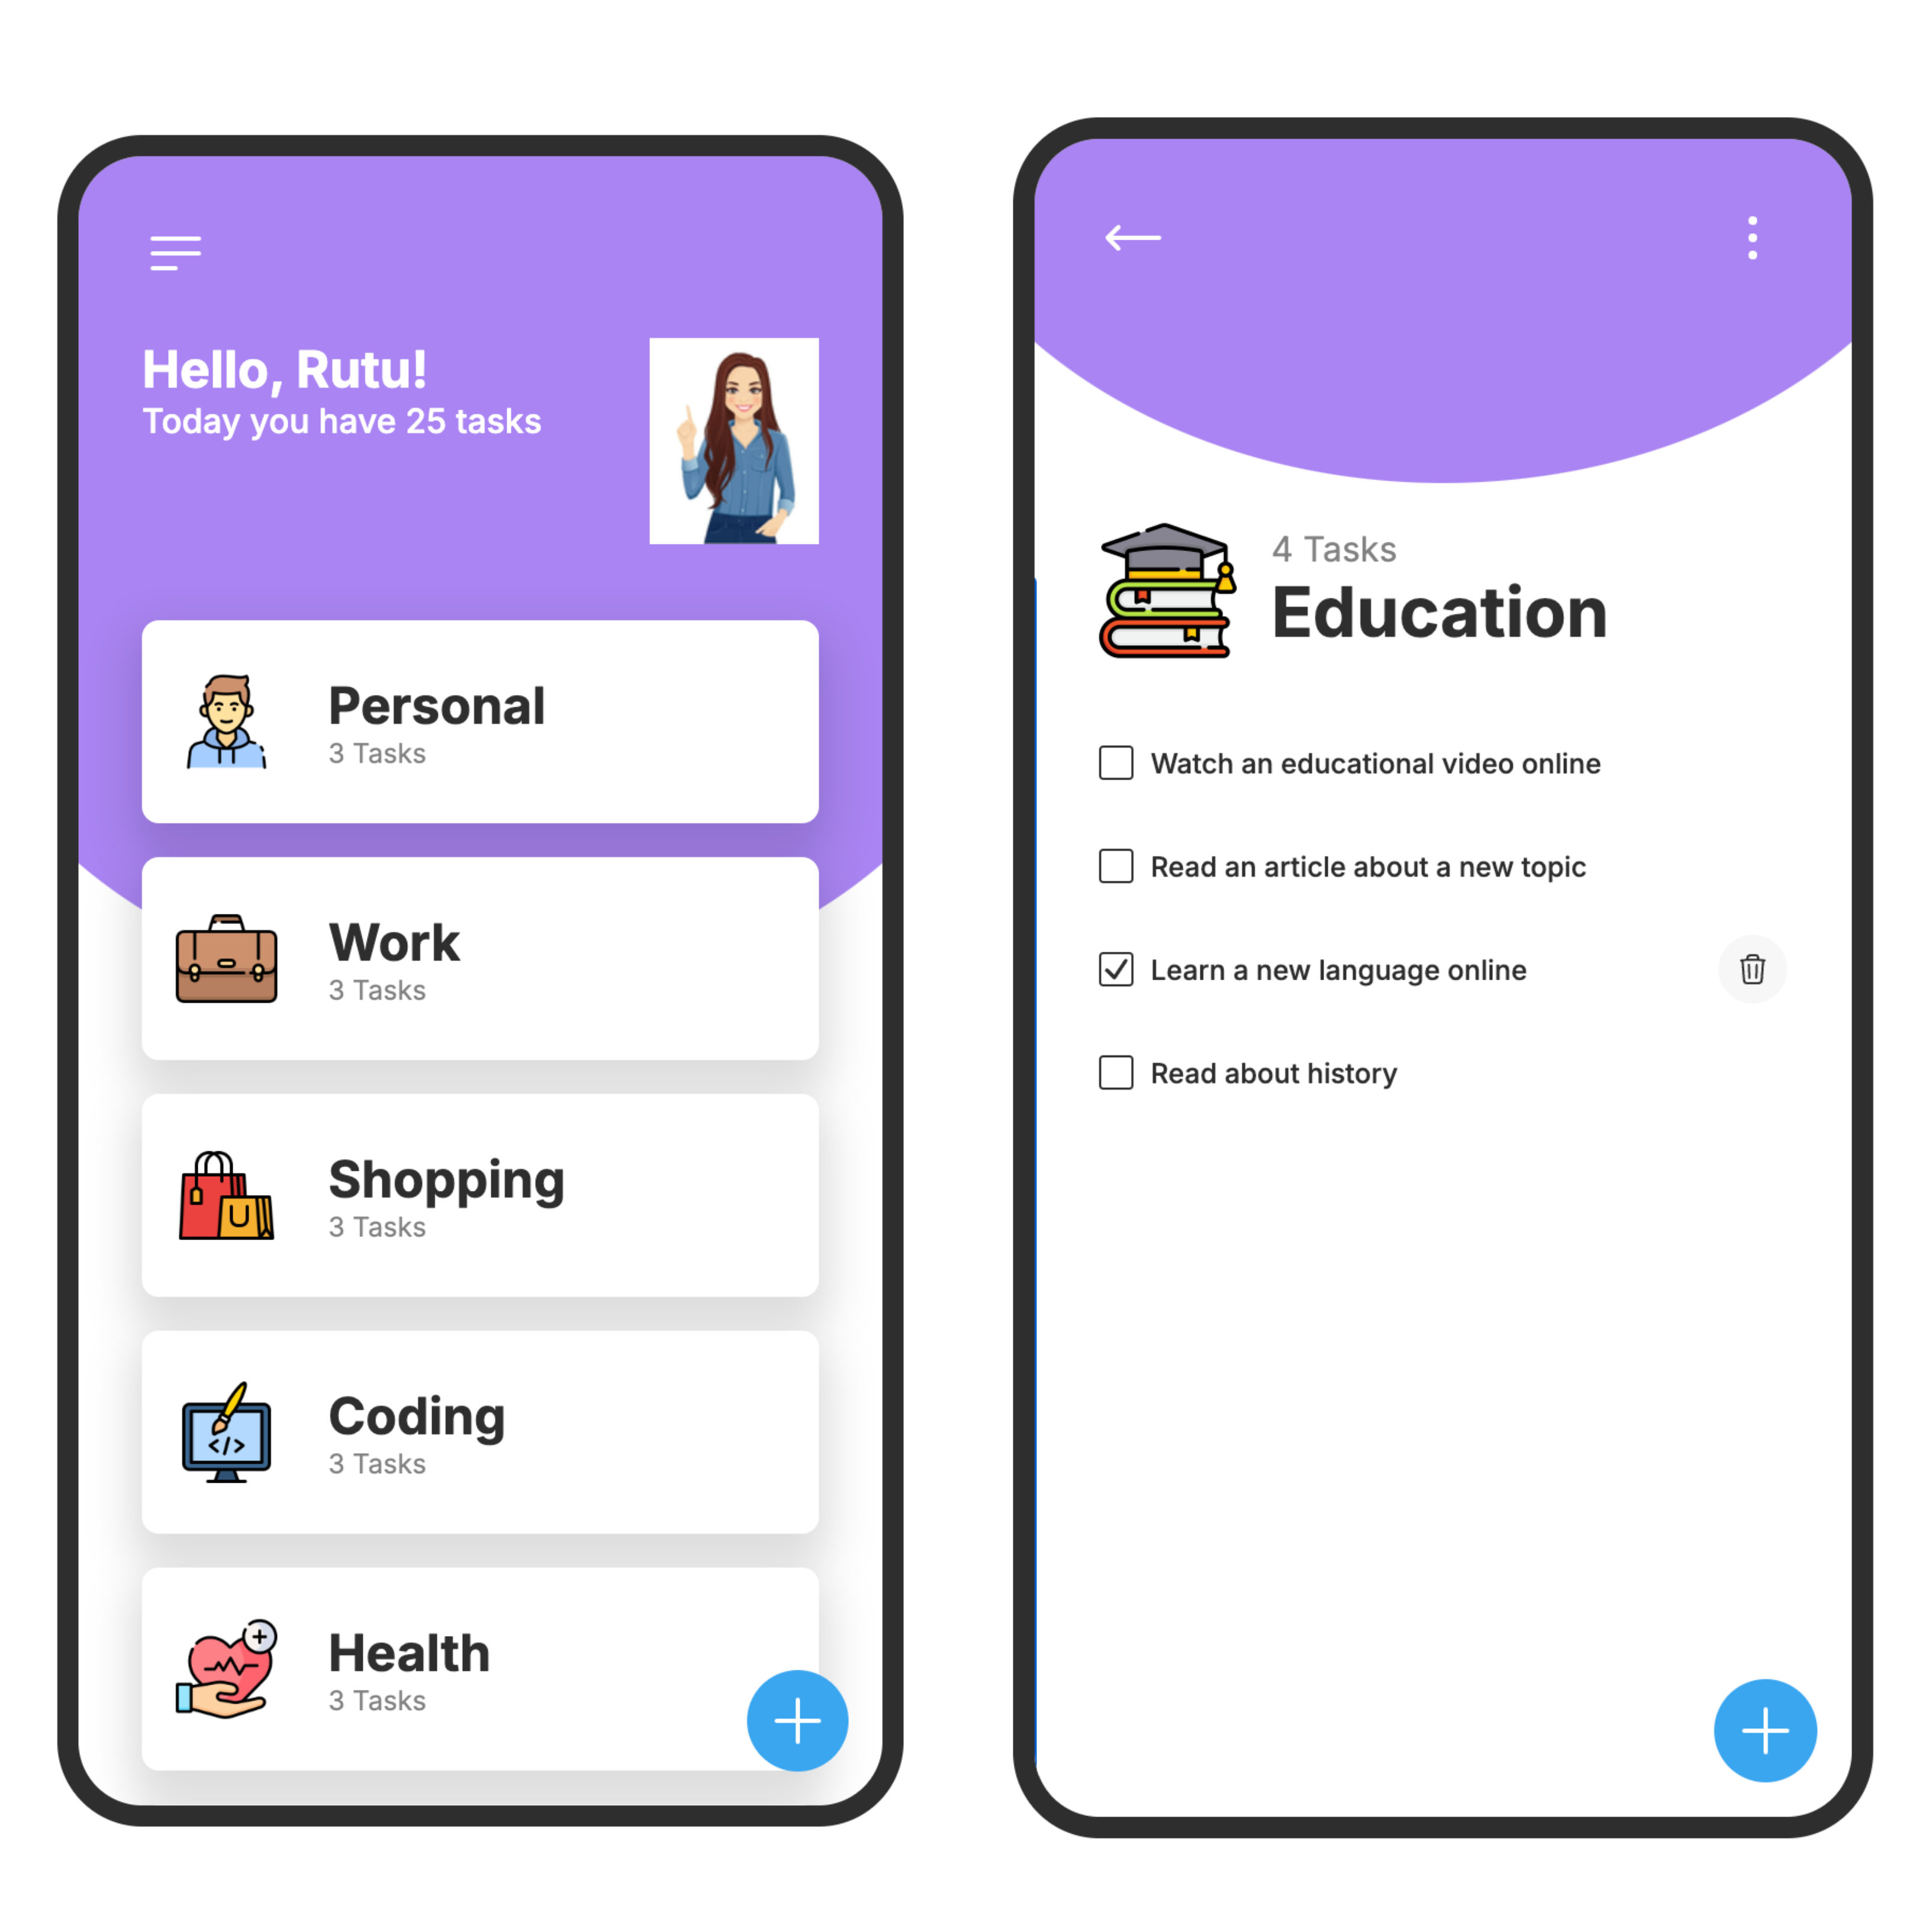 Hello, Rutu!
Today you have 25 tasks
Personal
3 Tasks
Work
3 Tasks
Shopping
3 Tasks
Coding
3 Tasks
Health
3 Tasks
4 Tasks
Education
Watch an educational video online
Read an article about a new topic
Learn a new language online
Read about history